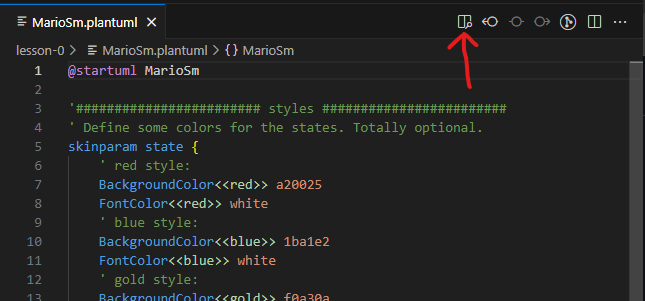 MarioSm.plantuml
lesson-0 > MarioSm.plantuml > {} MarioSm
1 @startuml MarioSm
2
3 '######################## styles ########################
4 ' Define some colors for the states. Totally optional.
5 skinparam state {
6 ' red style:
7 BackgroundColor<<red>> a20025
8 FontColor<<red>> white
9 ' blue style:
10 BackgroundColor<<blue>> 1ba1e2
11 FontColor<<blue>> white
12 ' gold style:
13 BackgroundColor<<gold>> f0a30a